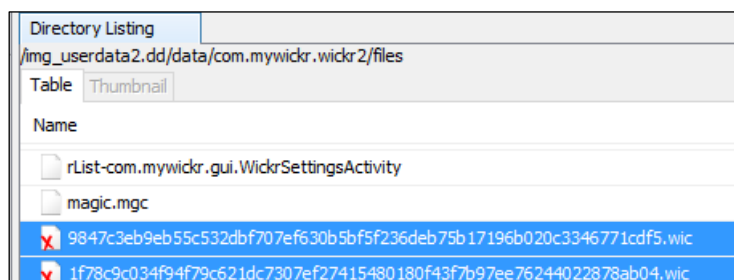 Directory Listing
/img_userdata2.dd/data/com.mywickr.wickr2/files
Table Thumbnail
Name
rList-com.mywickr.gui.WickrSettingsActivity
magic.mgc
9847c3eb9eb55c532dbf707ef630b5bf5f236deb75b17196b020c3346771cdf5.wic
1f78c9c034f94f79c621dc7307ef27415480180f43f7b97ee76244022878ab04.wic